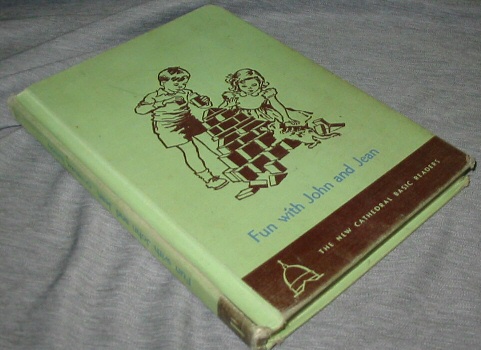 Fun with John and Jean
THE NEW CATHEDRAL BASIC READERS